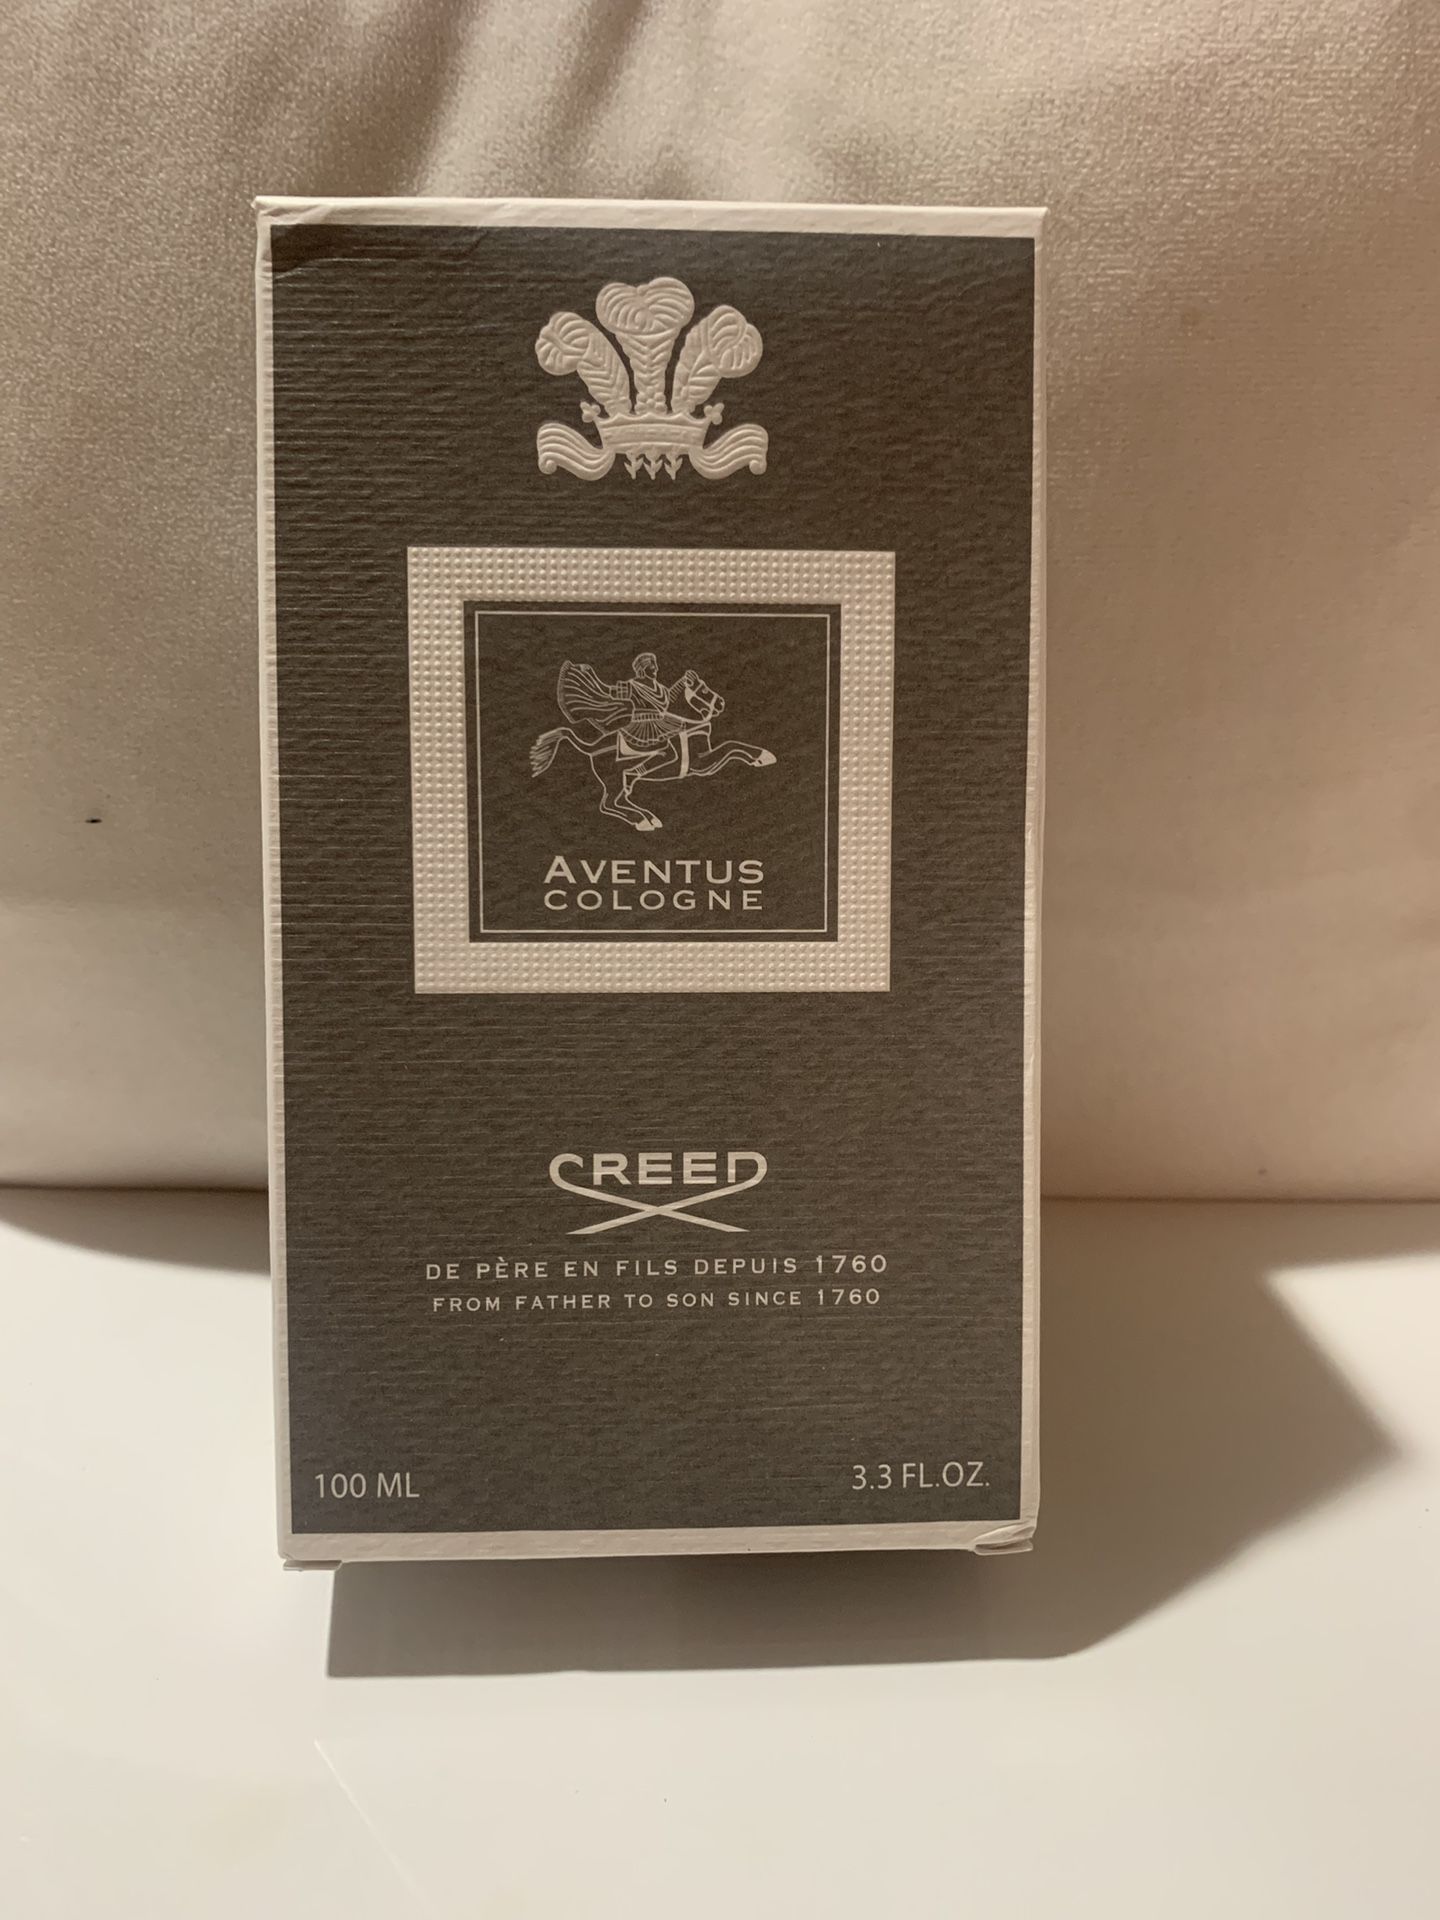 AVENTUS
COLOGNE
CREED
DE PÈRE EN FILS DEPUIS 1760
FROM FATHER TO SON SINCE 1760
100 ML
3.3 FL.OZ.